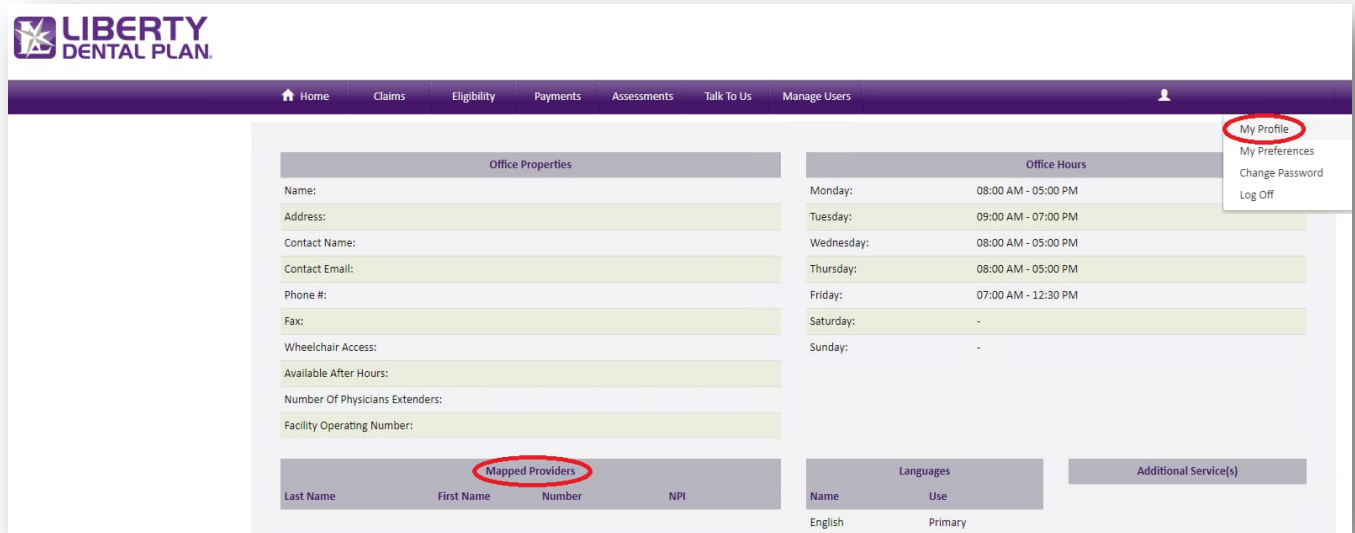 LIBERTY
DENTAL PLAN.
Home Claims Eligibility Payments Assessments Talk To Us Manage Users
My Profile
My Preferences
Change Password
Log Off
Office Properties
Name:
Address:
Contact Name:
Contact Email:
Phone #:
Fax:
Wheelchair Access:
Available After Hours:
Number Of Physicians Extenders:
Facility Operating Number:
Office Hours
Monday: 08:00 AM - 05:00 PM
Tuesday: 09:00 AM - 07:00 PM
Wednesday: 08:00 AM - 05:00 PM
Thursday: 08:00 AM - 05:00 PM
Friday: 07:00 AM - 12:30 PM
Saturday: -
Sunday: -
Mapped Providers
Last Name First Name Number NPI
Languages
Name Use
English Primary
Additional Service(s)